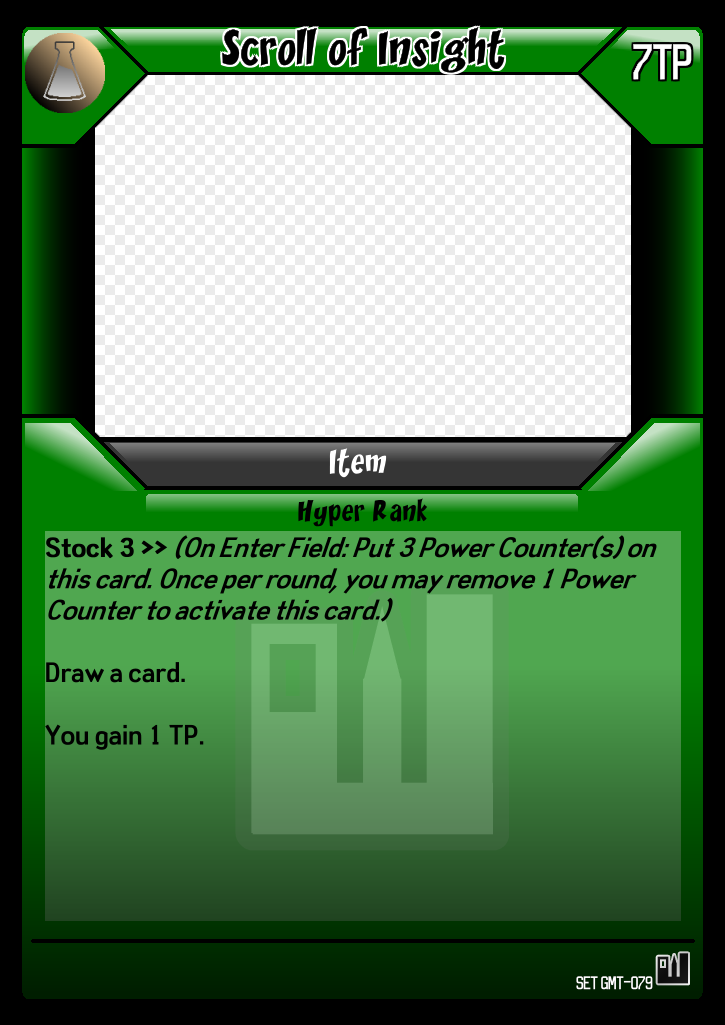 Scroll of Insight
7TP
Item
Hyper Rank
Stock 3 >> (On Enter Field: Put 3 Power Counter(s) on
this card. Once per round, you may remove 1 Power
Counter to activate this card.)
Draw a card.
You gain 1 TP.
SET GMT-079